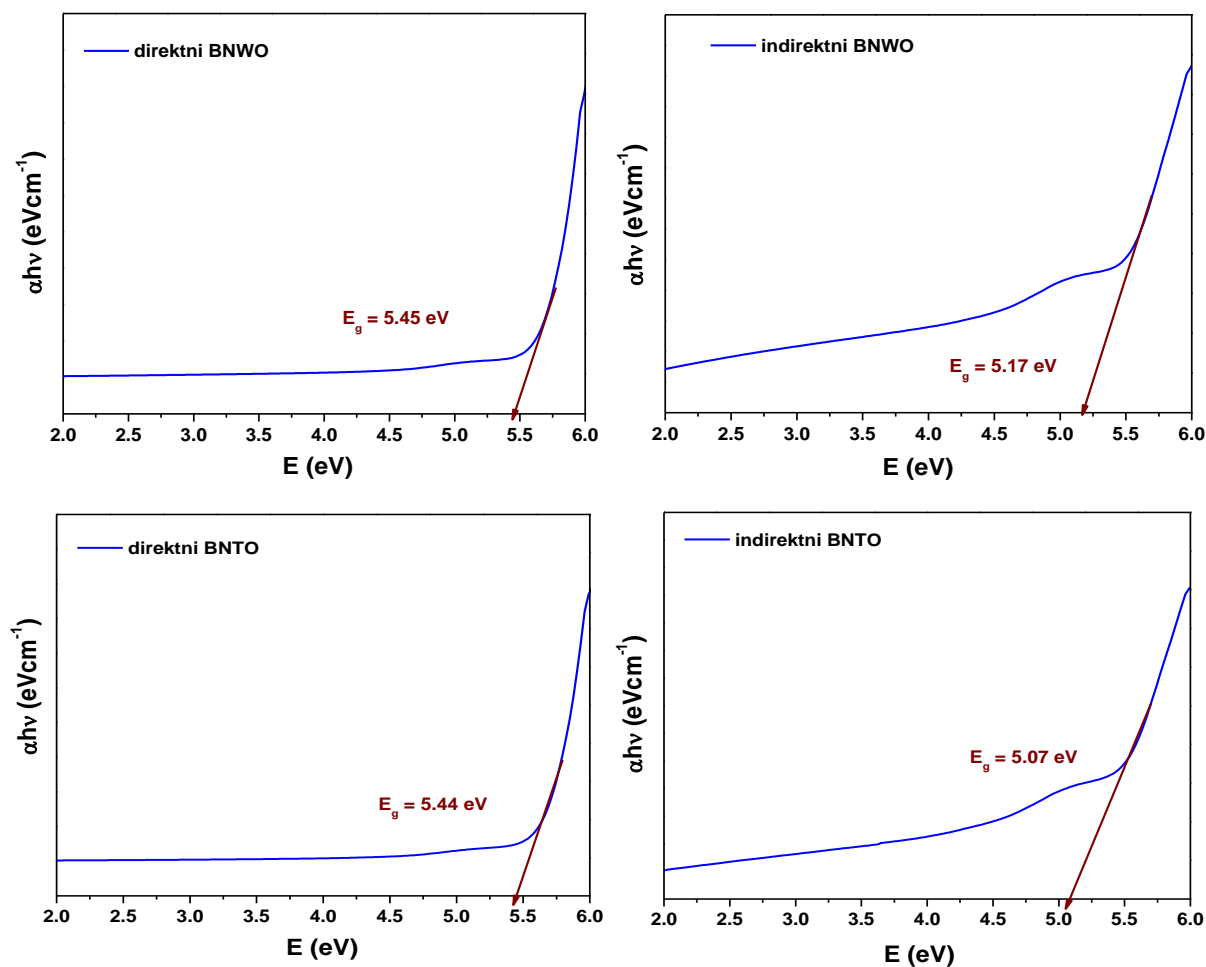 direktni BNWO
αhν (eVcm⁻¹)
E_g = 5.45 eV
2.0 2.5 3.0 3.5 4.0 4.5 5.0 5.5 6.0
E (eV)
indirektni BNWO
αhν (eVcm⁻¹)
E_g = 5.17 eV
2.0 2.5 3.0 3.5 4.0 4.5 5.0 5.5 6.0
E (eV)
direktni BNTO
αhν (eVcm⁻¹)
E_g = 5.44 eV
2.0 2.5 3.0 3.5 4.0 4.5 5.0 5.5 6.0
E (eV)
indirektni BNTO
αhν (eVcm⁻¹)
E_g = 5.07 eV
2.0 2.5 3.0 3.5 4.0 4.5 5.0 5.5 6.0
E (eV)